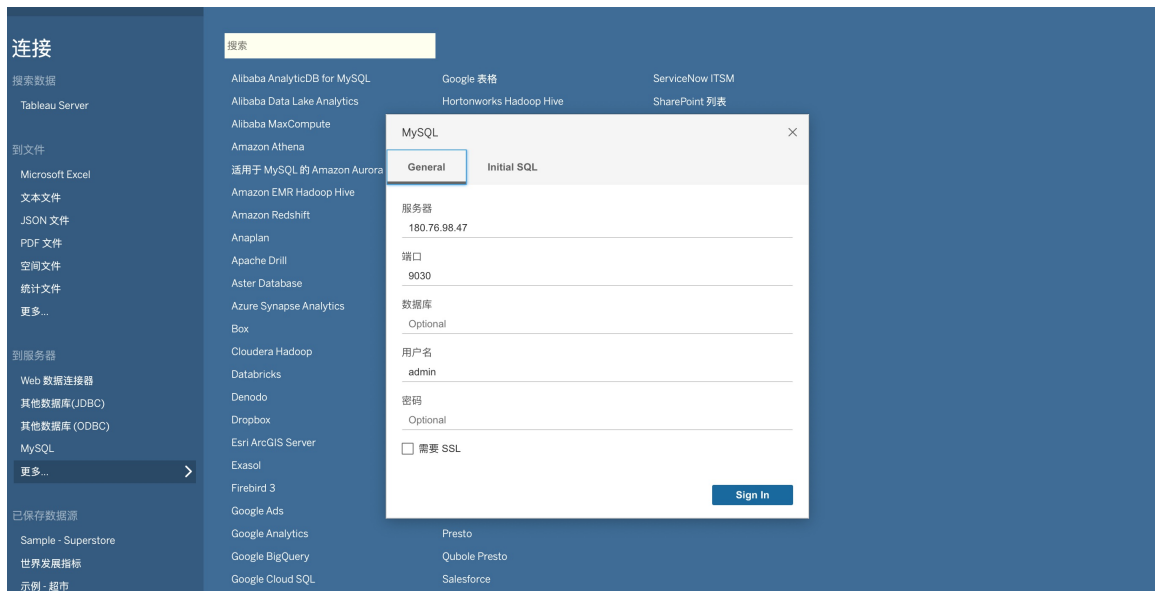 连接
搜索数据
Tableau Server
到文件
Microsoft Excel
文本文件
JSON 文件
PDF 文件
空间文件
统计文件
更多...
到服务器
Web 数据连接器
其他数据库(JDBC)
其他数据库 (ODBC)
MySQL
更多...
已保存数据源
Sample - Superstore
世界发展指标
示例 - 超市
搜索
Alibaba AnalyticDB for MySQL
Alibaba Data Lake Analytics
Alibaba MaxCompute
Amazon Athena
适用于 MySQL 的 Amazon Aurora
Amazon EMR Hadoop Hive
Amazon Redshift
Anaplan
Apache Drill
Aster Database
Azure Synapse Analytics
Box
Cloudera Hadoop
Databricks
Denodo
Dropbox
Esri ArcGIS Server
Exasol
Firebird 3
Google Ads
Google Analytics
Google BigQuery
Google Cloud SQL
Google 表格
Hortonworks Hadoop Hive
Presto
Qubole Presto
Salesforce
ServiceNow ITSM
SharePoint 列表
MySQL
General
Initial SQL
服务器
180.76.98.47
端口
9030
数据库
Optional
用户名
admin
密码
Optional
需要 SSL
Sign In